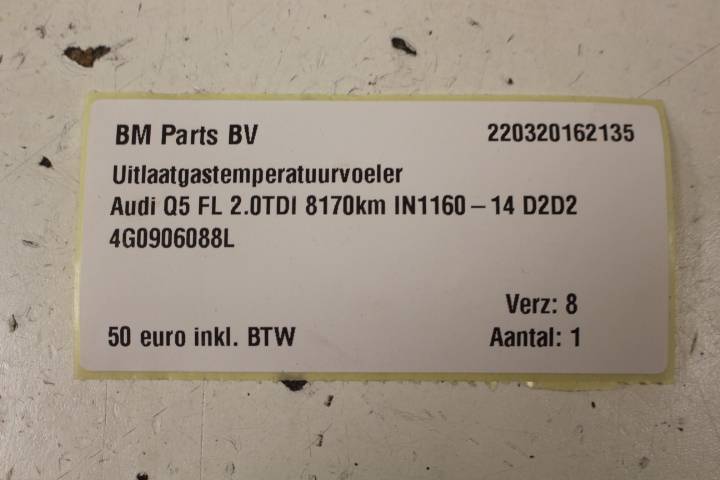 BM Parts BV 220320162135
Uitlaatgastemperatuurvoeler
Audi Q5 FL 2.0TDI 8170km IN1160-14 D2D2
4G0906088L
Verz: 8
50 euro inkl. BTW Aantal: 1